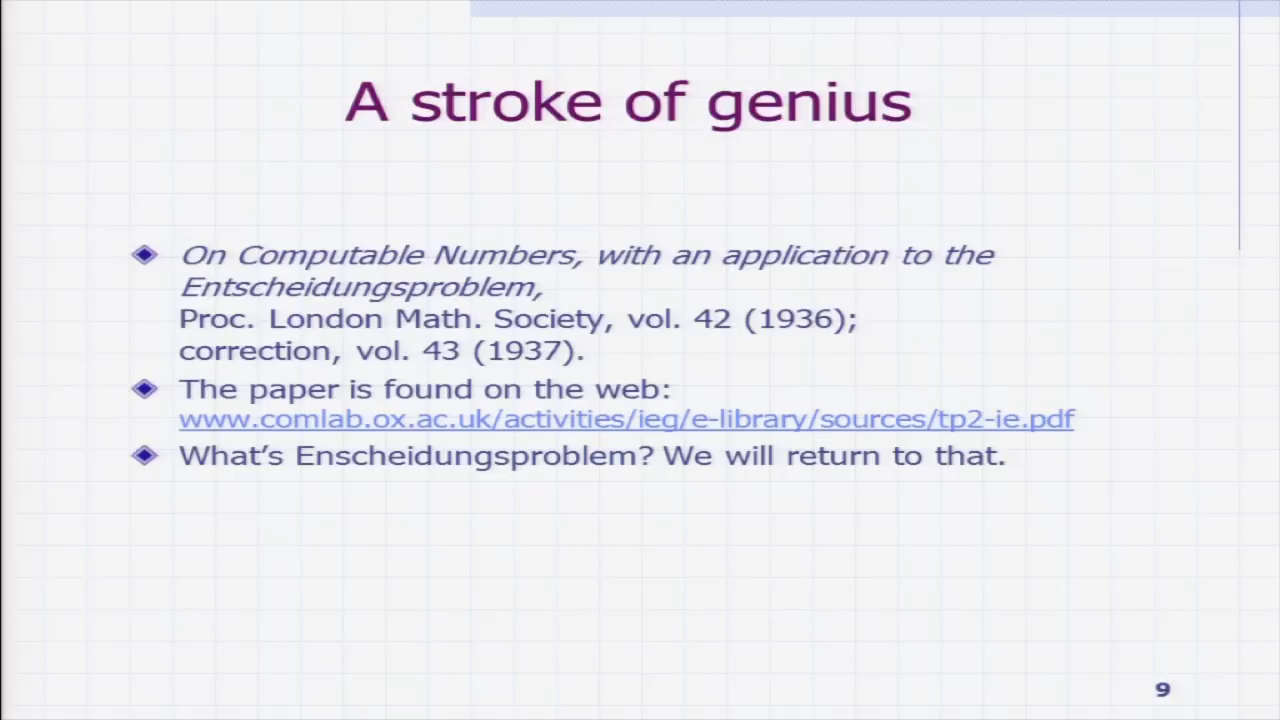 A stroke of genius
On Computable Numbers, with an application to the
Entscheidungsproblem,
Proc. London Math. Society, vol. 42 (1936);
correction, vol. 43 (1937).
The paper is found on the web:
www.comlab.ox.ac.uk/activities/ieg/e-library/sources/tp2-ie.pdf
What's Enscheidungsproblem? We will return to that.
9